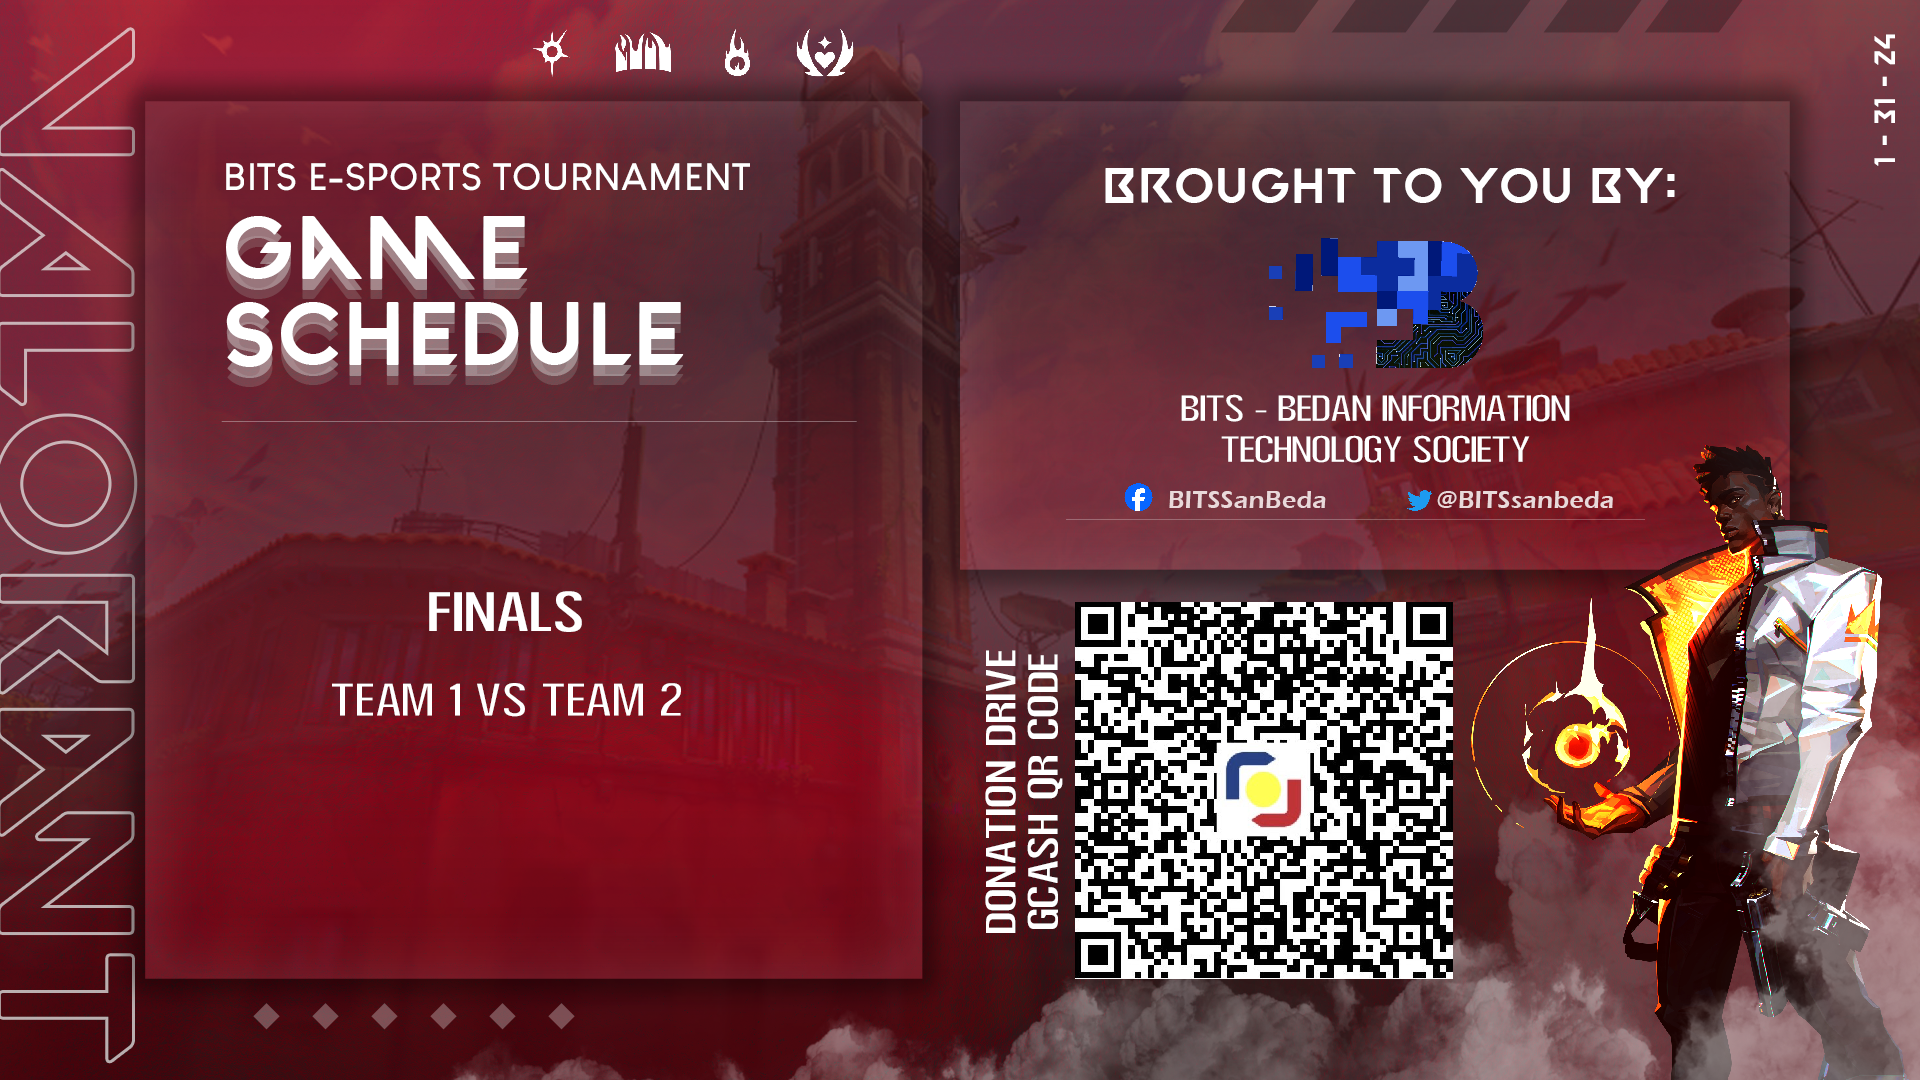 VALORANT
BITS E-SPORTS TOURNAMENT
GAME
SCHEDULE
FINALS
TEAM 1 VS TEAM 2
BROUGHT TO YOU BY:
BITS - BEDAN INFORMATION
TECHNOLOGY SOCIETY
BITSSanBeda
@BITSsanbeda
DONATION DRIVE
GCASH QR CODE
1 - 31 - 24